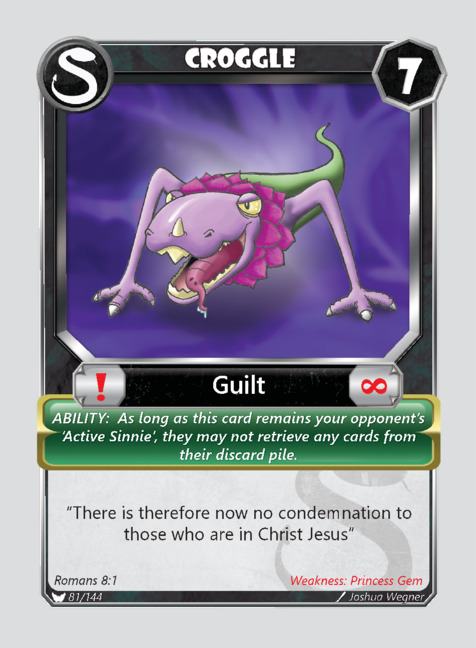 S
CROGGLE
7
!
Guilt
∞
ABILITY: As long as this card remains your opponent's
'Active Sinnie', they may not retrieve any cards from
their discard pile.
"There is therefore now no condemnation to
those who are in Christ Jesus"
Romans 8:1
Weakness: Princess Gem
81/144
Joshua Wegner